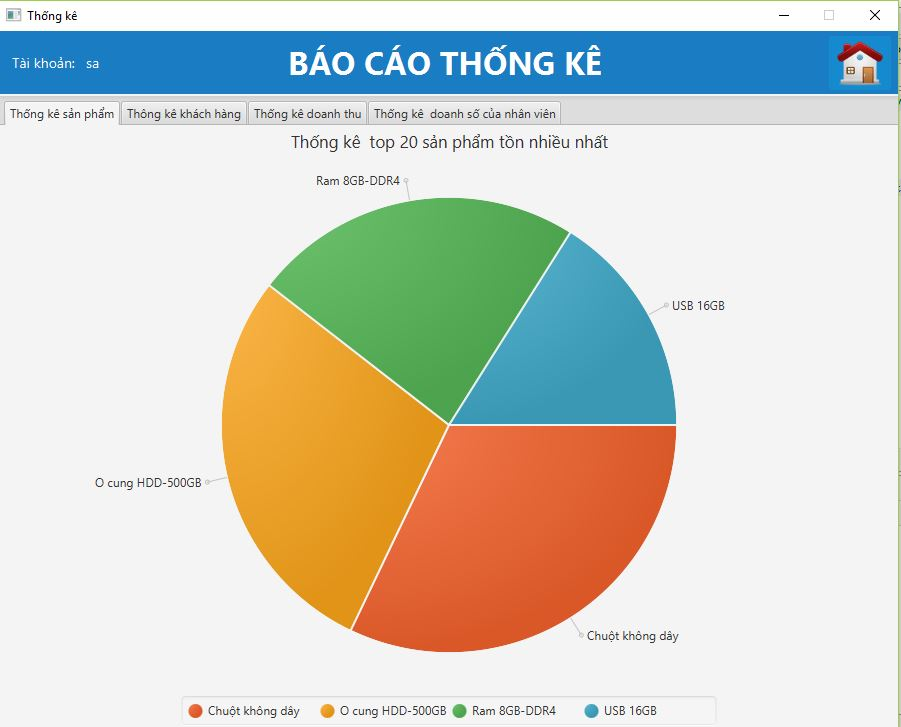 Thống kê
Tài khoản: sa
BÁO CÁO THỐNG KÊ
Thống kê sản phẩm
Thông kê khách hàng
Thống kê doanh thu
Thống kê  doanh số của nhân viên
Thống kê  top 20 sản phẩm tồn nhiều nhất
Ram 8GB-DDR4
USB 16GB
O cung HDD-500GB
Chuột không dây
Chuột không dây
O cung HDD-500GB
Ram 8GB-DDR4
USB 16GB